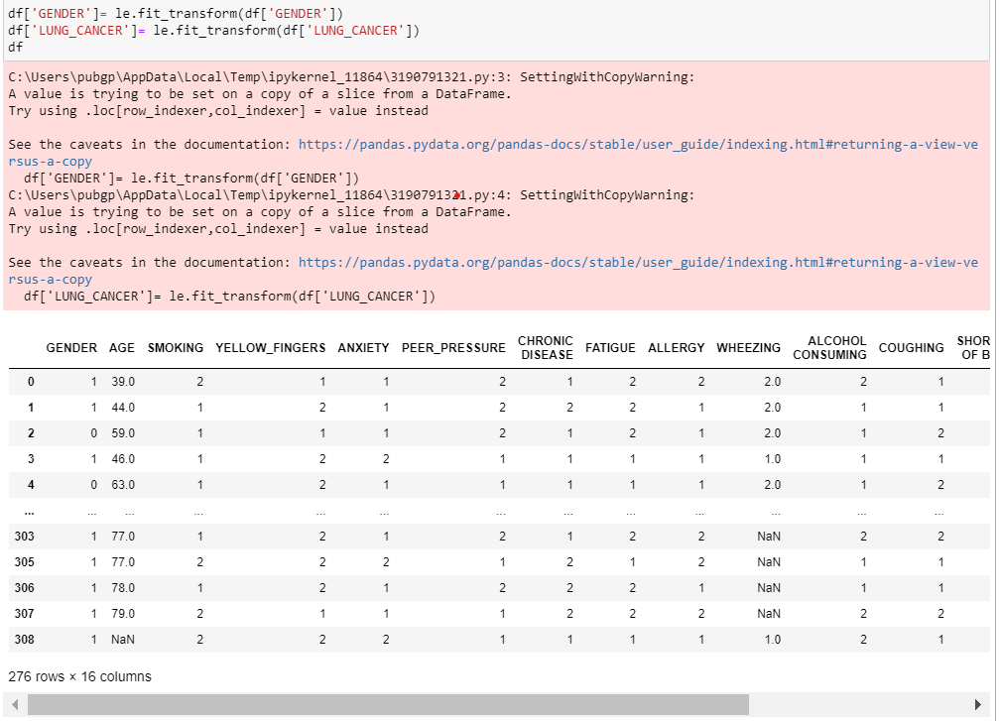 df['GENDER']= le.fit_transform(df['GENDER'])
df['LUNG_CANCER']= le.fit_transform(df['LUNG_CANCER'])
df
C:\Users\pubgp\AppData\Local\Temp\ipykernel_11864\3190791321.py:3: SettingWithCopyWarning:
A value is trying to be set on a copy of a slice from a DataFrame.
Try using .loc[row_indexer,col_indexer] = value instead
See the caveats in the documentation: https://pandas.pydata.org/pandas-docs/stable/user_guide/indexing.html#returning-a-view-ve
rsus-a-copy
df['GENDER']= le.fit_transform(df['GENDER'])
C:\Users\pubgp\AppData\Local\Temp\ipykernel_11864\3190791321.py:4: SettingWithCopyWarning:
A value is trying to be set on a copy of a slice from a DataFrame.
Try using .loc[row_indexer,col_indexer] = value instead
See the caveats in the documentation: https://pandas.pydata.org/pandas-docs/stable/user_guide/indexing.html#returning-a-view-ve
rsus-a-copy
df['LUNG_CANCER']= le.fit_transform(df['LUNG_CANCER'])
GENDER AGE SMOKING YELLOW_FINGERS ANXIETY PEER_PRESSURE CHRONIC DISEASE FATIGUE ALLERGY WHEEZING ALCOHOL CONSUMING COUGHING SHOR OF B
0 1 39.0 2 1 1 2 1 2 2 2.0 2 1
1 1 44.0 1 2 1 2 2 2 1 2.0 1 1
2 0 59.0 1 1 1 2 1 2 1 2.0 1 2
3 1 46.0 1 2 2 1 1 1 1 1.0 1 1
4 0 63.0 1 2 1 1 1 1 1 2.0 1 2
... ... ... ... ... ... ... ... ... ... ... ... ...
303 1 77.0 1 2 1 2 1 2 2 NaN 2 2
305 1 77.0 2 2 2 1 2 1 2 NaN 1 1
306 1 78.0 1 2 1 2 2 2 1 NaN 1 1
307 1 79.0 2 1 1 1 2 2 2 NaN 2 2
308 1 NaN 2 2 2 1 1 1 1 1.0 2 1
276 rows × 16 columns